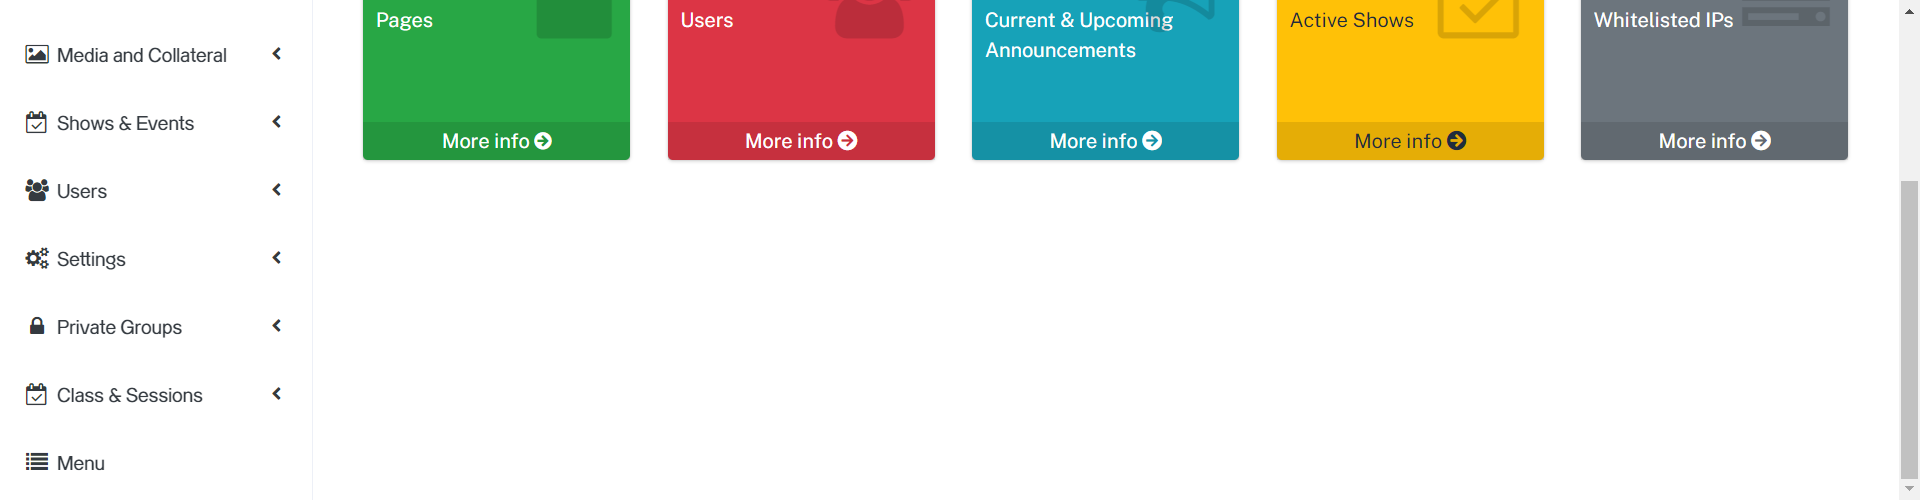 Media and Collateral
Shows & Events
Users
Settings
Private Groups
Class & Sessions
Menu
Pages
More info
Users
More info
Current & Upcoming
Announcements
More info
Active Shows
More info
Whitelisted IPs
More info